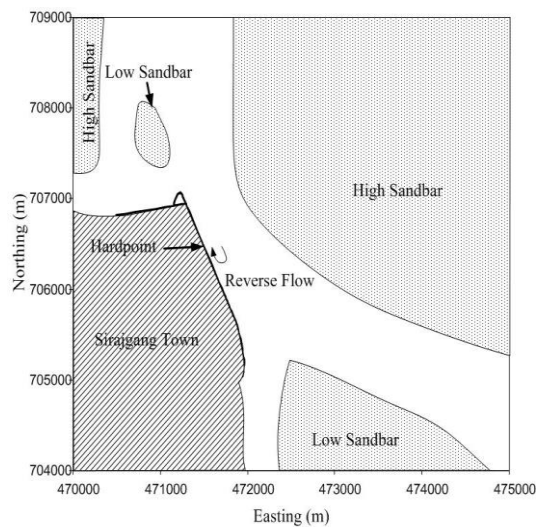 709000
High Sandbar
Low Sandbar
708000
High Sandbar
707000
Northing (m)
Hardpoint
Reverse Flow
706000
Sirajgang Town
705000
Low Sandbar
704000
470000 471000 472000 473000 474000 475000
Easting (m)